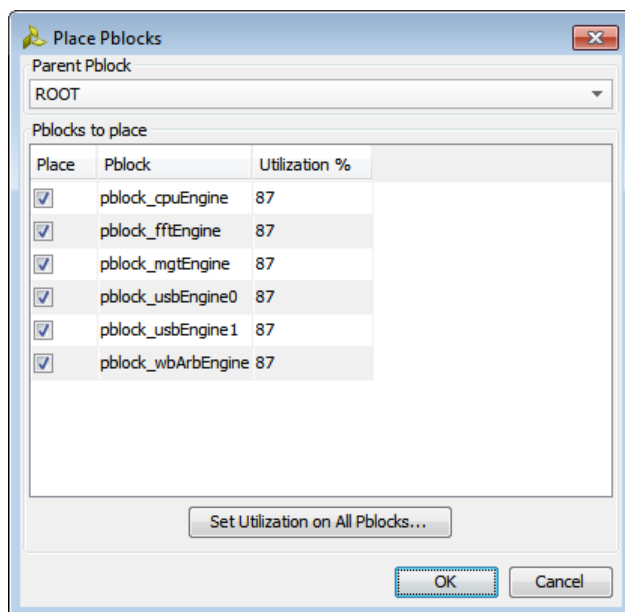 Place Pblocks
Parent Pblock
ROOT
Pblocks to place
Place Pblock Utilization %
pblock_cpuEngine 87
pblock_fftEngine 87
pblock_mgtEngine 87
pblock_usbEngine0 87
pblock_usbEngine1 87
pblock_wbArbEngine 87
Set Utilization on All Pblocks...
OK Cancel